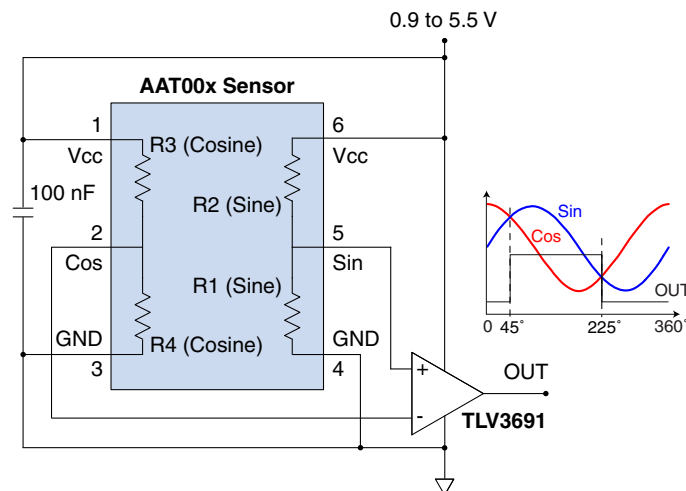 0.9 to 5.5 V
AAT00x Sensor
1
6
R3 (Cosine)
Vcc
Vcc
100 nF
R2 (Sine)
2
5
Cos
Sin
R1 (Sine)
GND
GND
R4 (Cosine)
3
4
+
-
OUT
TLV3691
Sin
Cos
OUT
0 45° 225° 360°